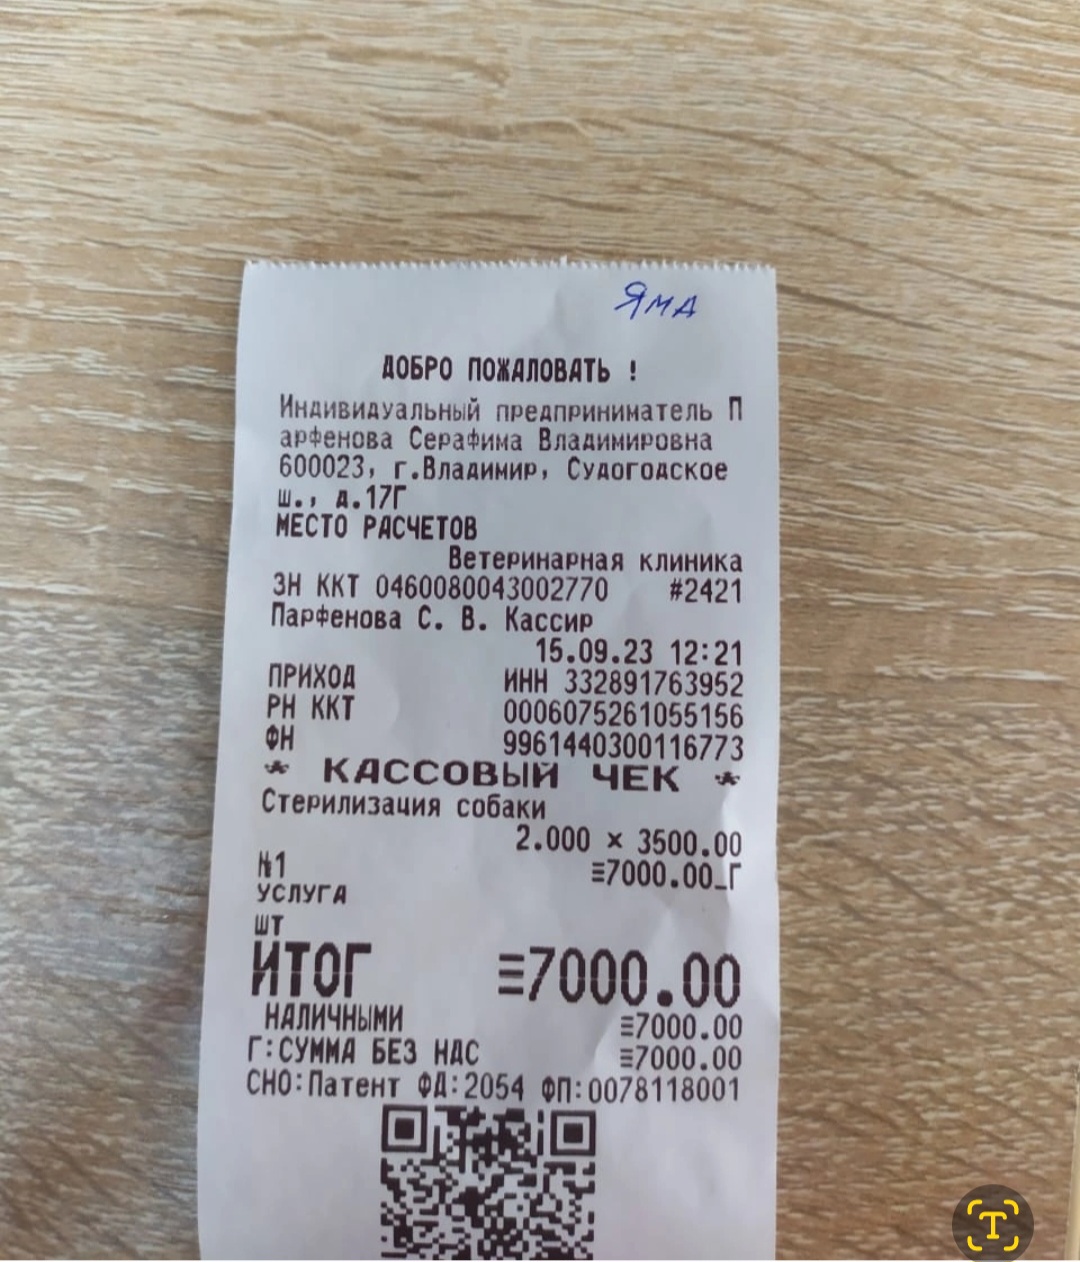 Яма
ДОБРО ПОЖАЛОВАТЬ !
Индивидуальный предприниматель П
арфенова Серафима Владимировна
600023, г.Владимир, Судогодское
ш., д.17Г
МЕСТО РАСЧЕТОВ
Ветеринарная клиника
ЗН ККТ 0460080043002770 #2421
Парфенова С. В. Кассир
15.09.23 12:21
ПРИХОД ИНН 332891763952
РН ККТ 0006075261055156
ФН 9961440300116773
* КАССОВЫЙ ЧЕК *
Стерилизация собаки
2.000 × 3500.00
№1 ≡7000.00_Г
УСЛУГА
ШТ
ИТОГ ≡7000.00
НАЛИЧНЫМИ ≡7000.00
Г:СУММА БЕЗ НДС ≡7000.00
СНО:Патент ФД:2054 ФП:0078118001